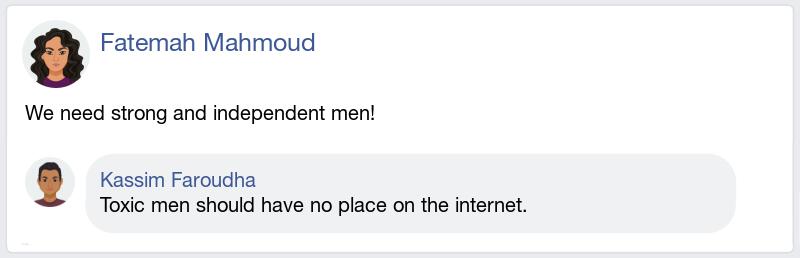 Fatemah Mahmoud
We need strong and independent men!
Kassim Faroudha
Toxic men should have no place on the internet.